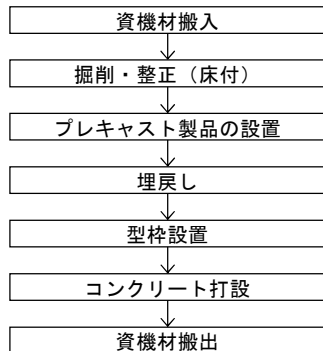 資機材搬入
掘削・整正（床付）
プレキャスト製品の設置
埋戻し
型枠設置
コンクリート打設
資機材搬出